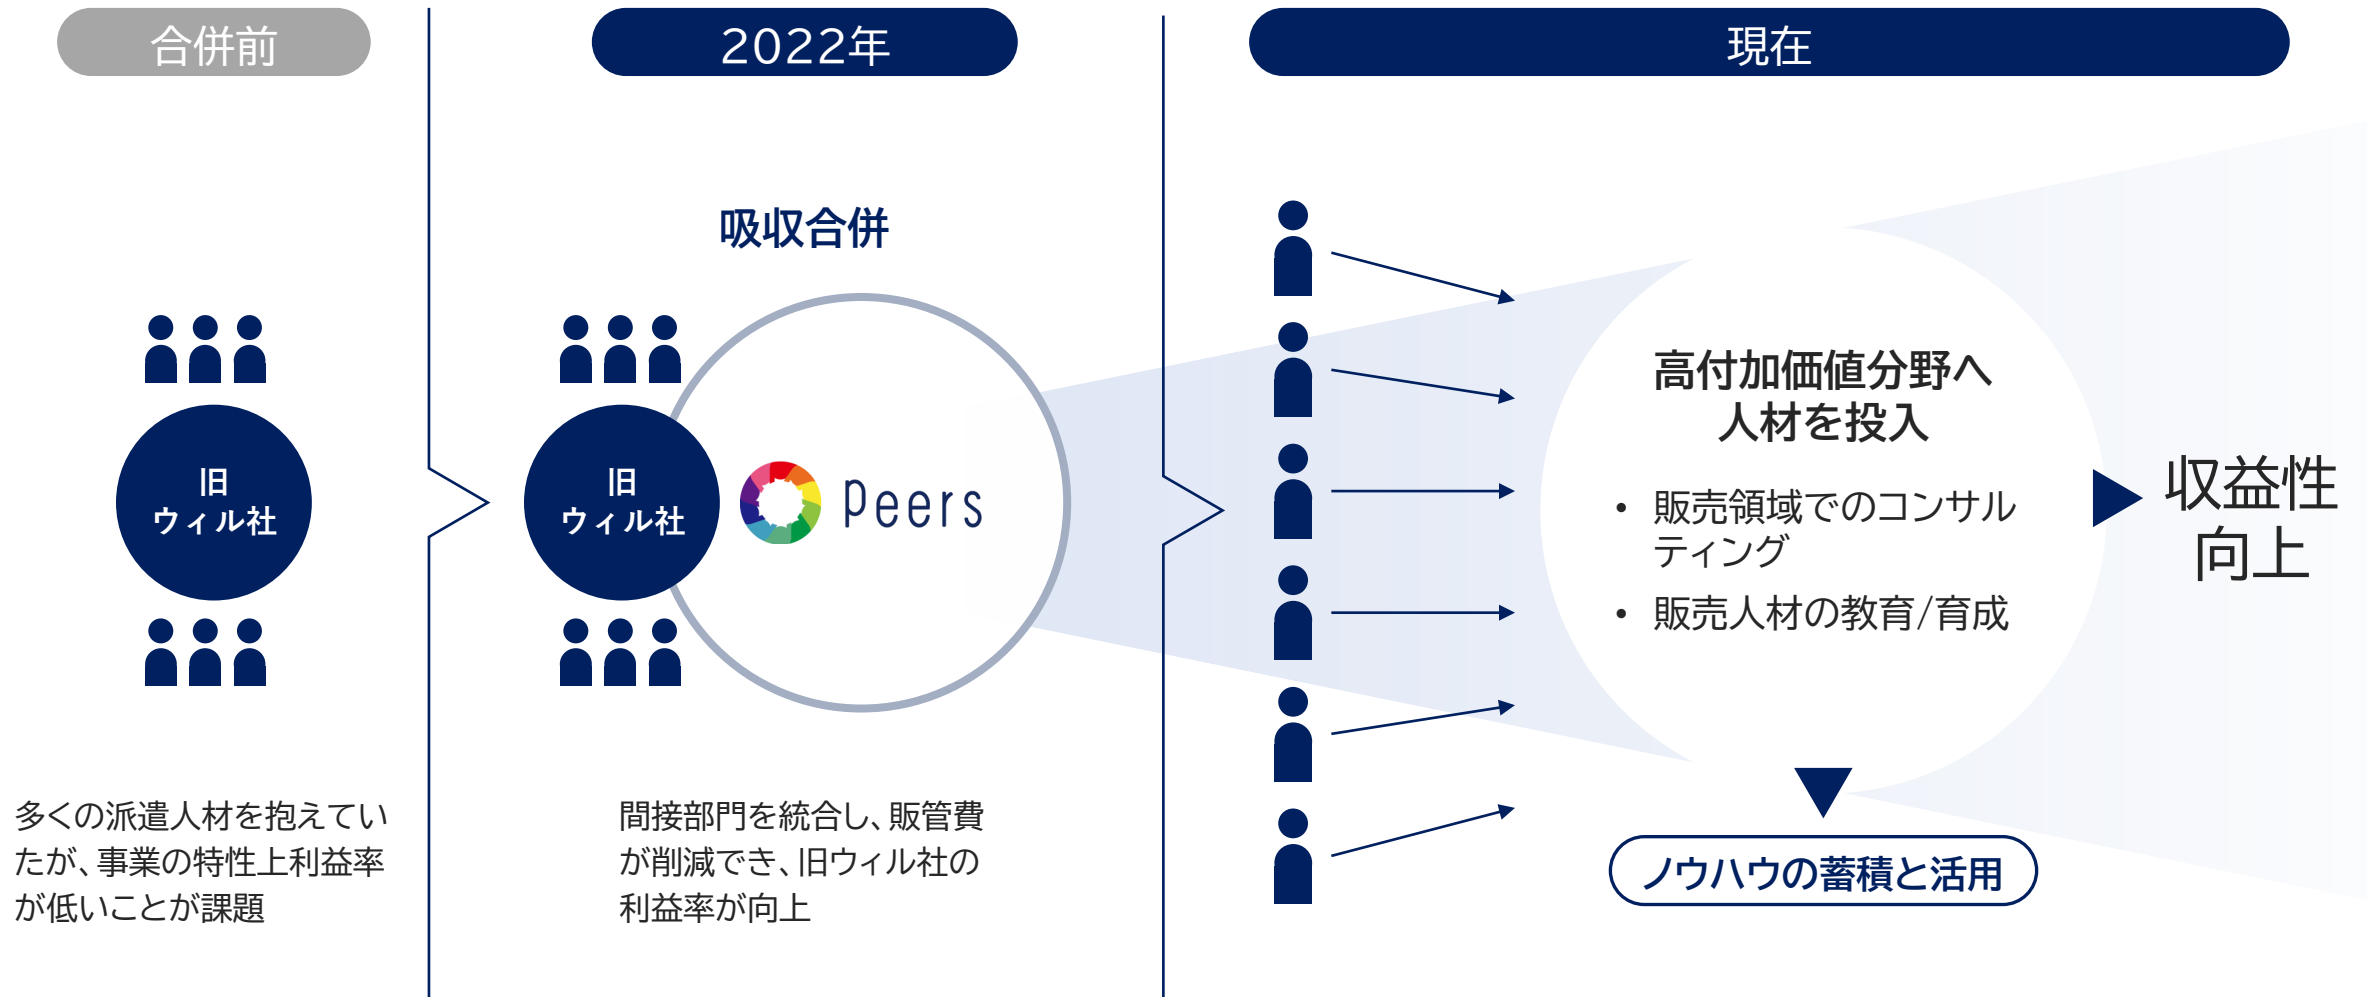 合併前
2022年
現在
吸収合併
旧
ウィル社
旧
ウィル社
Peers
高付加価値分野へ
人材を投入
• 販売領域でのコンサル
ティング
• 販売人材の教育/育成
収益性
向上
ノウハウの蓄積と活用
多くの派遣人材を抱えてい
たが、事業の特性上利益率
が低いことが課題
間接部門を統合し、販管費
が削減でき、旧ウィル社の
利益率が向上